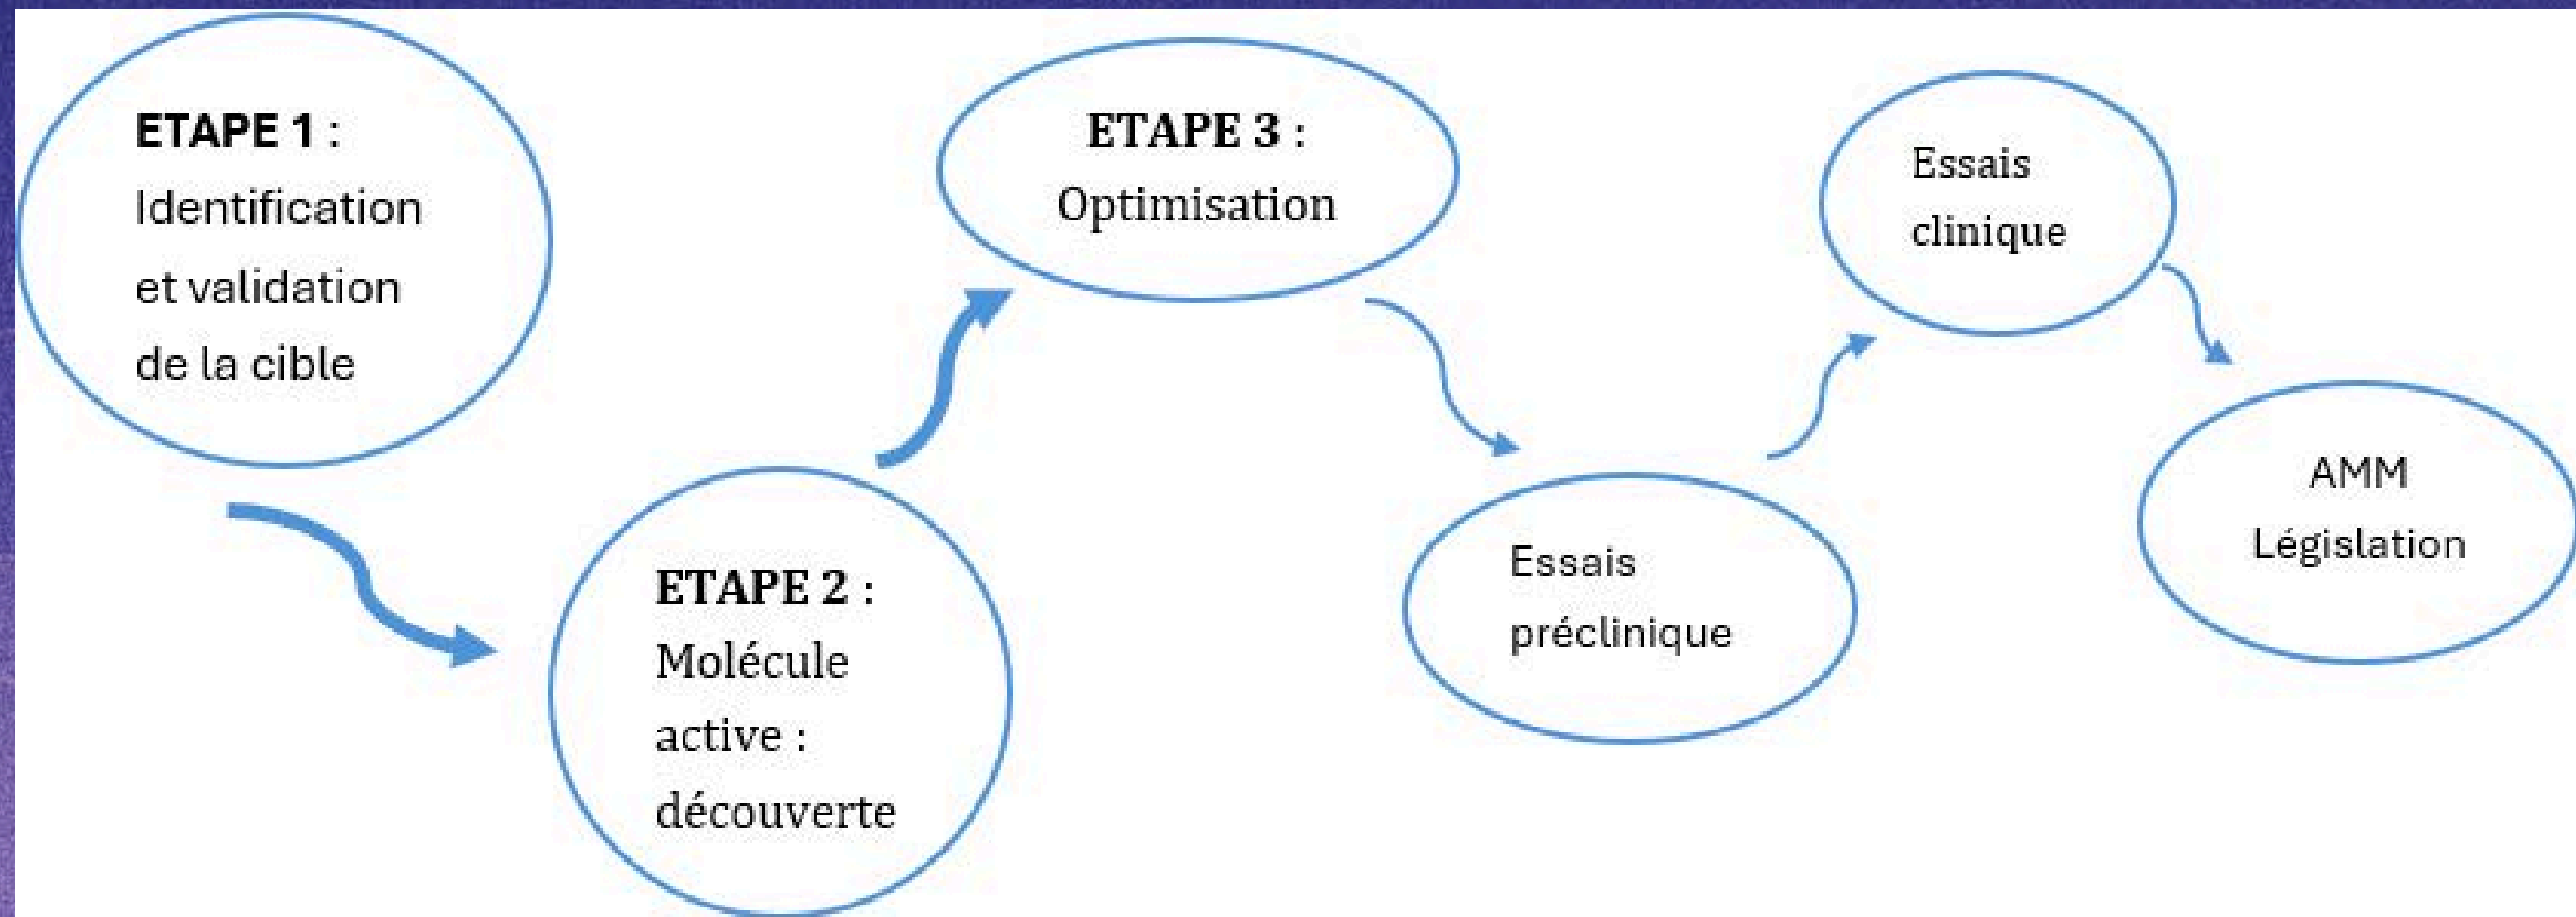 ETAPE 1 :
Identification
et validation
de la cible
ETAPE 2 :
Molécule
active :
découverte
ETAPE 3 :
Optimisation
Essais
préclinique
Essais
clinique
AMM
Législation